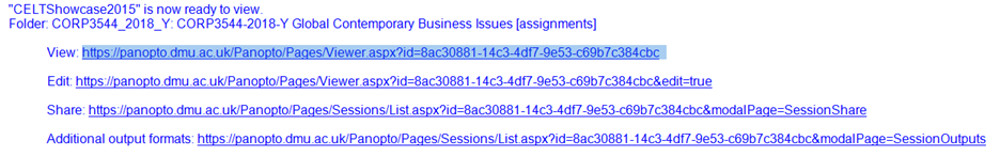 "CELTShowcase2015" is now ready to view.
Folder: CORP3544_2018_Y: CORP3544-2018-Y Global Contemporary Business Issues [assignments]
View: https://panopto.dmu.ac.uk/Panopto/Pages/Viewer.aspx?id=8ac30881-14c3-4df7-9e53-c69b7c384cbc
Edit: https://panopto.dmu.ac.uk/Panopto/Pages/Viewer.aspx?id=8ac30881-14c3-4df7-9e53-c69b7c384cbc&edit=true
Share: https://panopto.dmu.ac.uk/Panopto/Pages/Sessions/List.aspx?id=8ac30881-14c3-4df7-9e53-c69b7c384cbc&modalPage=SessionShare
Additional output formats: https://panopto.dmu.ac.uk/Panopto/Pages/Sessions/List.aspx?id=8ac30881-14c3-4df7-9e53-c69b7c384cbc&modalPage=SessionOutputs